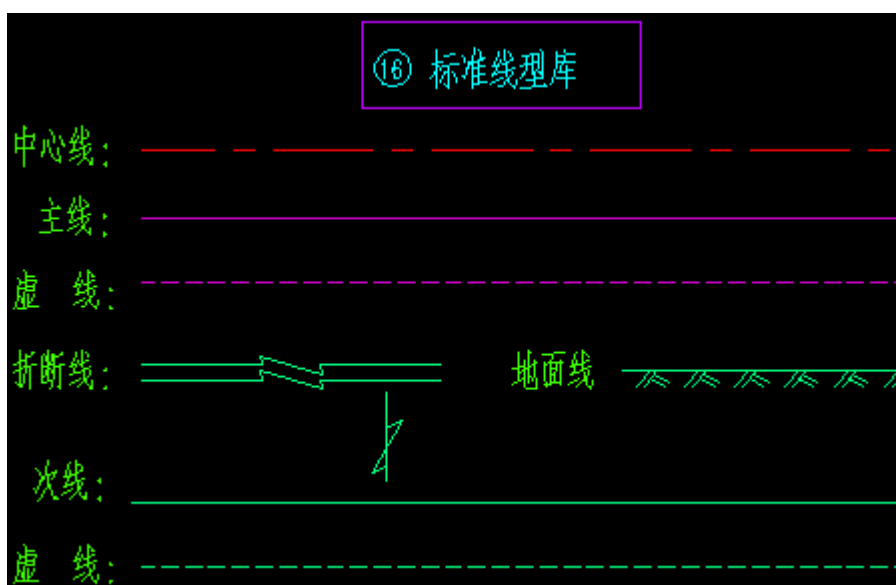 ⑯ 标准线型库
中心线：
主线：
虚 线：
折断线： 地面线
次线：
虚 线：